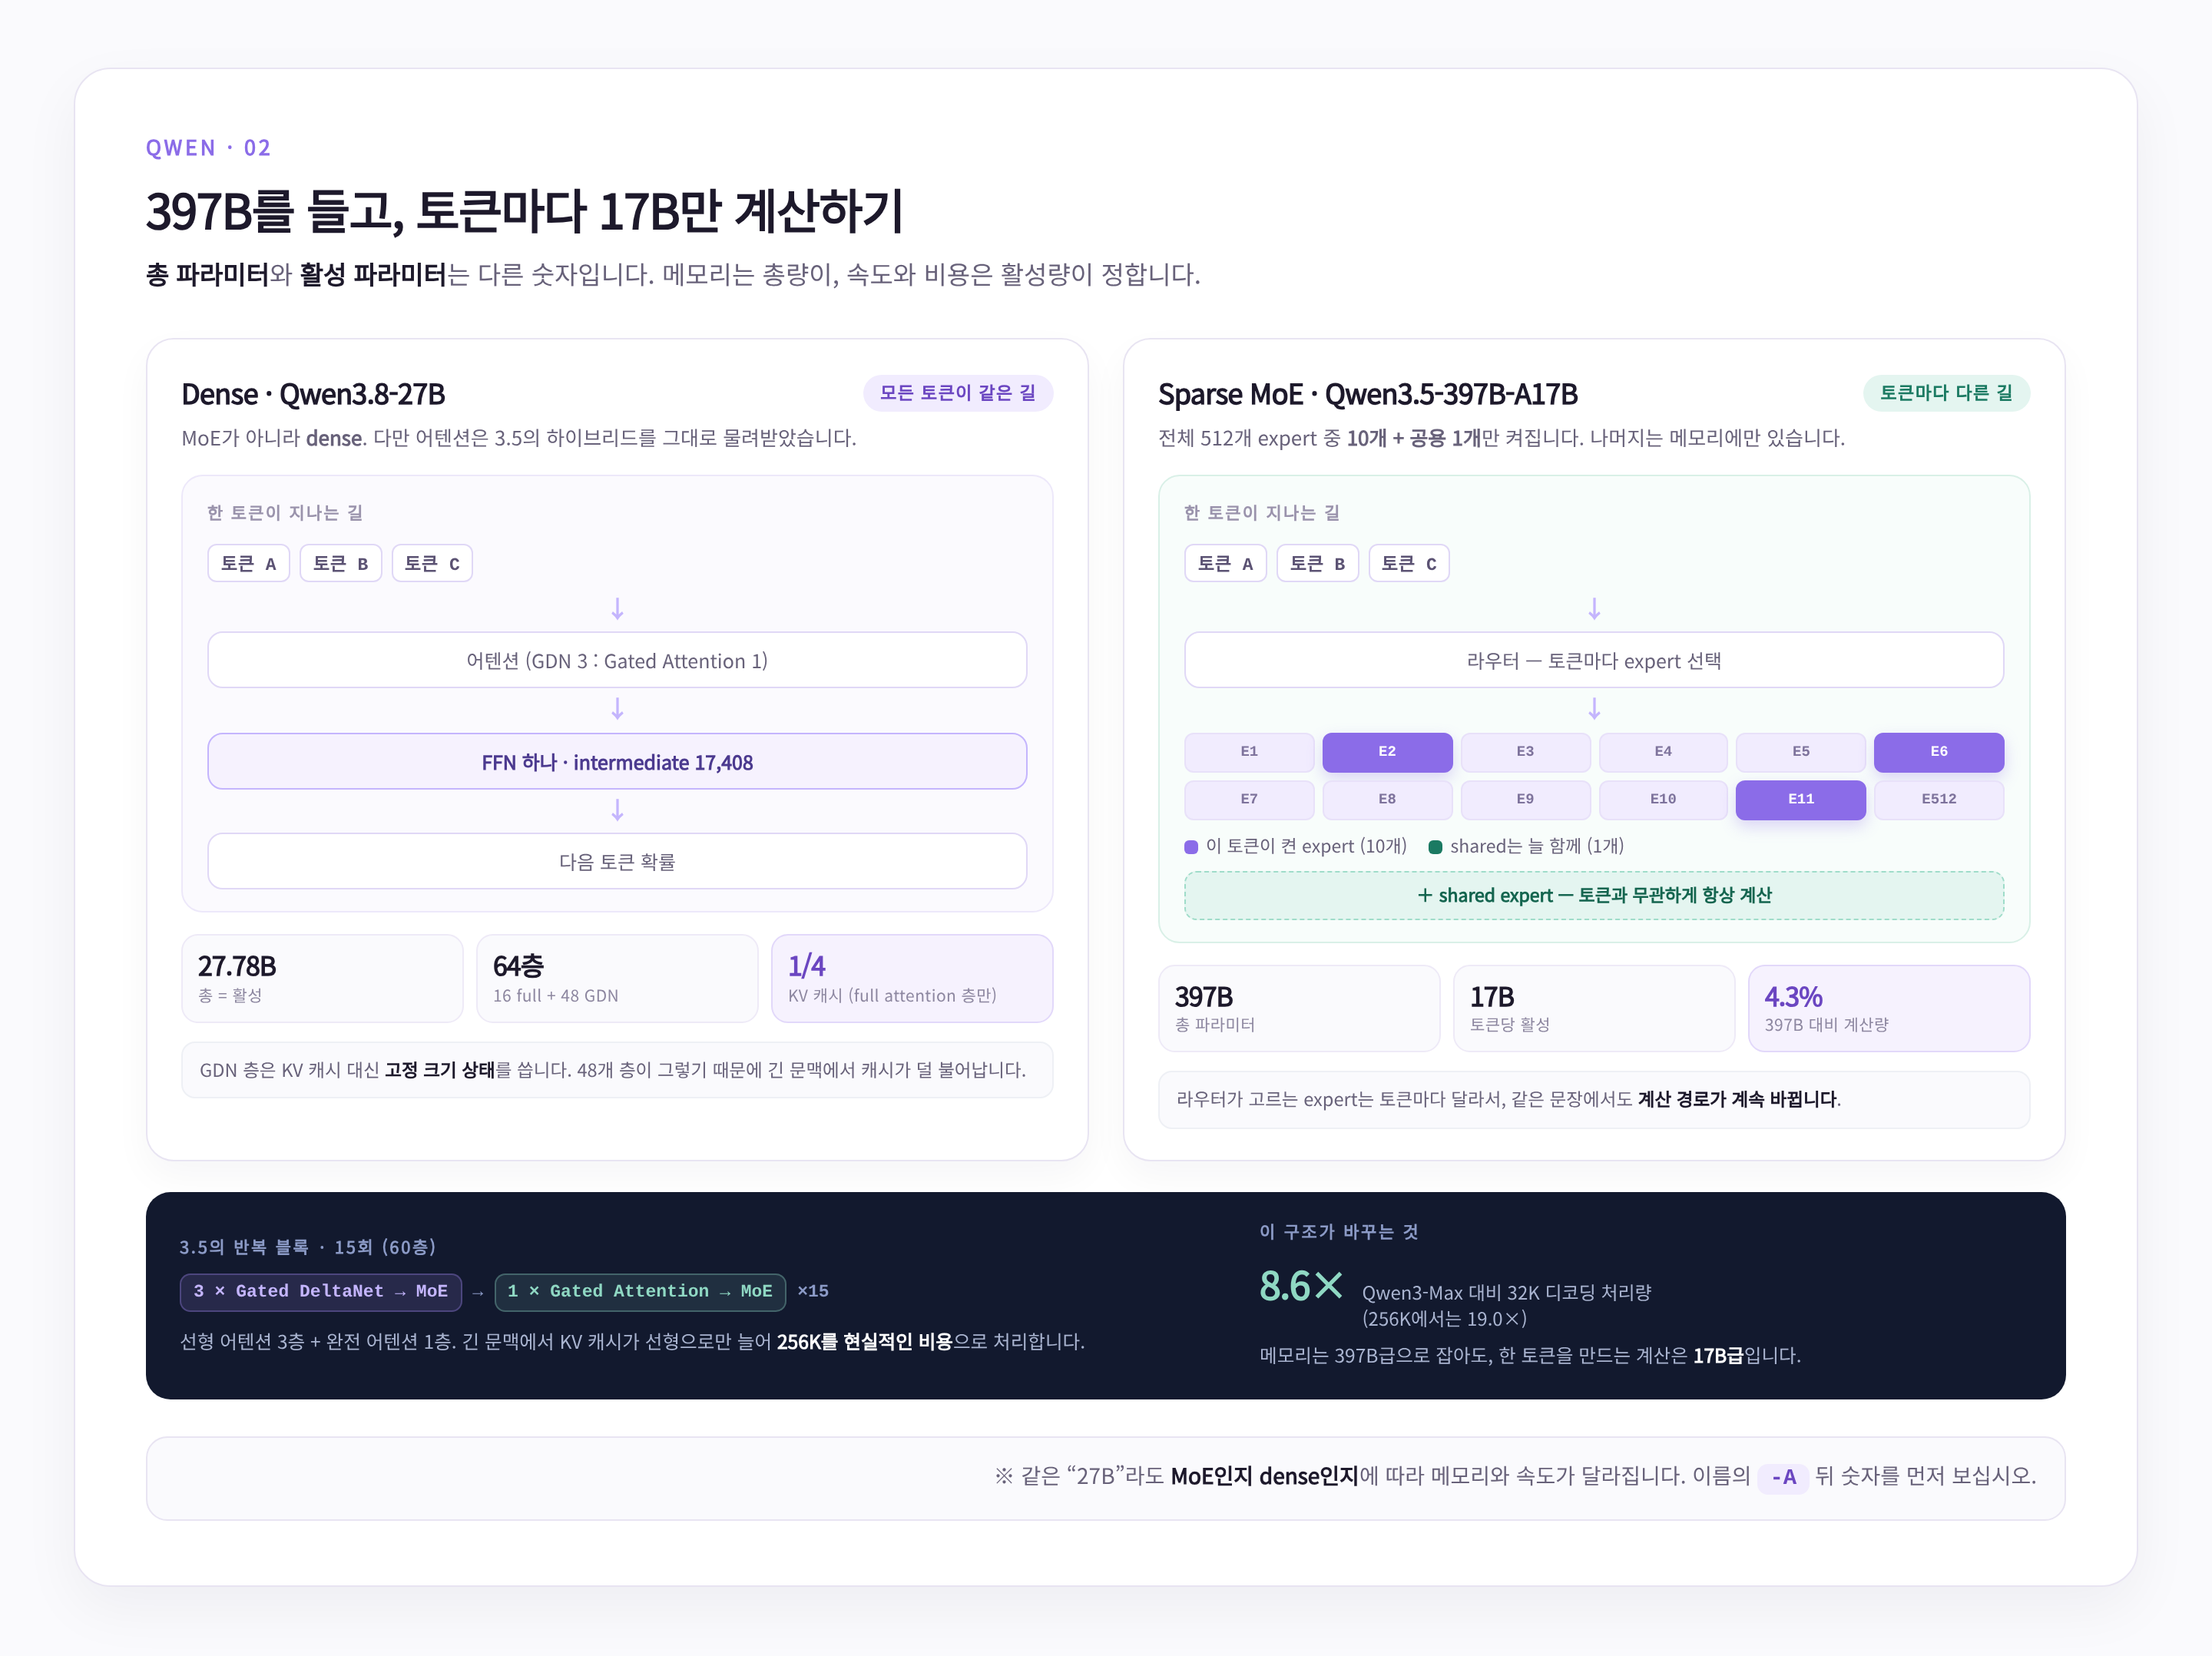 QWEN · 02
397B를 들고, 토큰마다 17B만 계산하기
총 파라미터와 활성 파라미터는 다른 숫자입니다. 메모리는 총량이, 속도와 비용은 활성량이 정합니다.
Dense · Qwen3.8-27B
모든 토큰이 같은 길
MoE가 아니라 dense. 다만 어텐션은 3.5의 하이브리드를 그대로 물려받았습니다.
한 토큰이 지나는 길
토큰 A
토큰 B
토큰 C
↓
어텐션 (GDN 3 : Gated Attention 1)
↓
FFN 하나 · intermediate 17,408
↓
다음 토큰 확률
27.78B
총 = 활성
64층
16 full + 48 GDN
1/4
KV 캐시 (full attention 층만)
GDN 층은 KV 캐시 대신 고정 크기 상태를 씁니다. 48개 층이 그렇기 때문에 긴 문맥에서 캐시가 덜 불어납니다.
Sparse MoE · Qwen3.5-397B-A17B
토큰마다 다른 길
전체 512개 expert 중 10개 + 공용 1개만 켜집니다. 나머지는 메모리에만 있습니다.
한 토큰이 지나는 길
토큰 A
토큰 B
토큰 C
↓
라우터 — 토큰마다 expert 선택
↓
E1 E2 E3 E4 E5 E6
E7 E8 E9 E10 E11 E512
이 토큰이 켠 expert (10개) shared는 늘 함께 (1개)
+ shared expert — 토큰과 무관하게 항상 계산
397B
총 파라미터
17B
토큰당 활성
4.3%
397B 대비 계산량
라우터가 고르는 expert는 토큰마다 달라서, 같은 문장에서도 계산 경로가 계속 바뀝니다.
3.5의 반복 블록 · 15회 (60층)
3 × Gated DeltaNet → MoE → 1 × Gated Attention → MoE ×15
선형 어텐션 3층 + 완전 어텐션 1층. 긴 문맥에서 KV 캐시가 선형으로만 늘어 256K를 현실적인 비용으로 처리합니다.
이 구조가 바꾸는 것
8.6×
Qwen3-Max 대비 32K 디코딩 처리량
(256K에서는 19.0×)
메모리는 397B급으로 잡아도, 한 토큰을 만드는 계산은 17B급입니다.
※ 같은 “27B”라도 MoE인지 dense인지에 따라 메모리와 속도가 달라집니다. 이름의 -A 뒤 숫자를 먼저 보십시오.